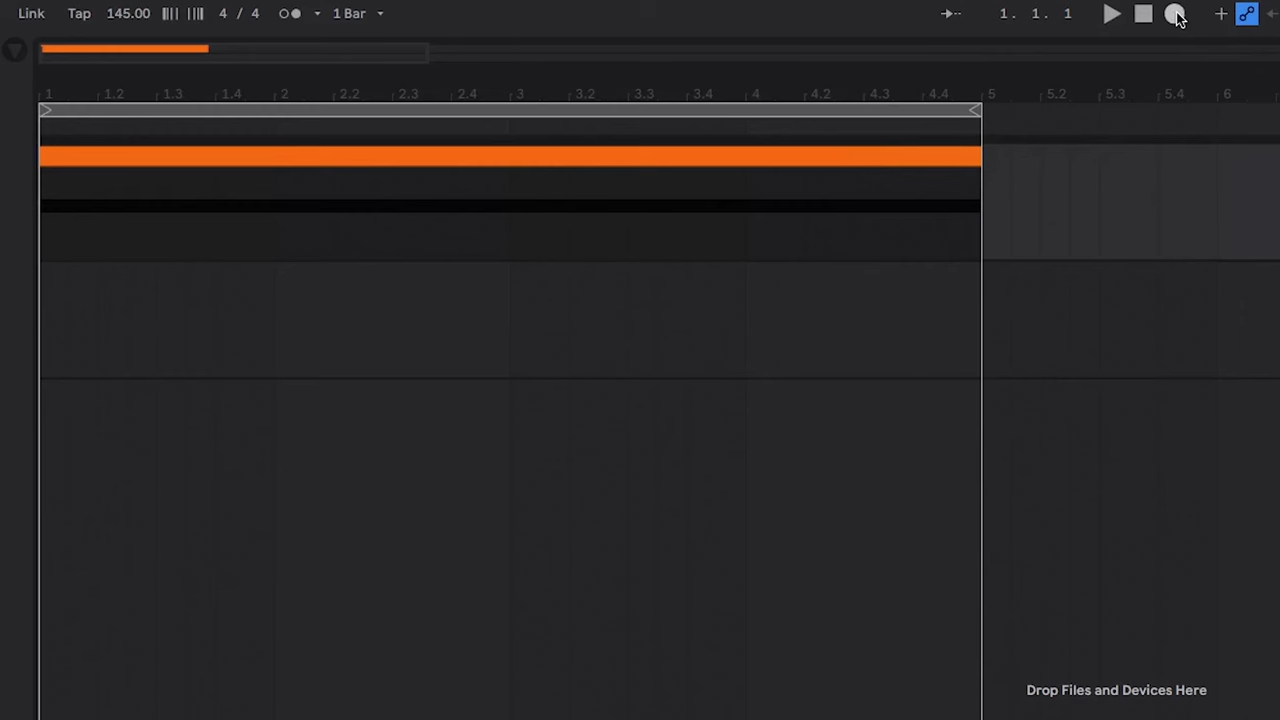 Link Tap 145.00 4 / 4 1 Bar 1. 1. 1
1 1.2 1.3 1.4 2 2.2 2.3 2.4 3 3.2 3.3 3.4 4 4.2 4.3 4.4 5 5.2 5.3 5.4 6
Drop Files and Devices Here